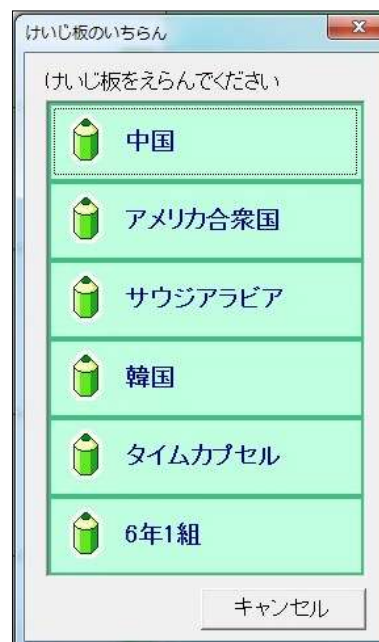 けいじ板のいちらん
けいじ板をえらんでください
中国
アメリカ合衆国
サウジアラビア
韓国
タイムカプセル
6年1組
キャンセル